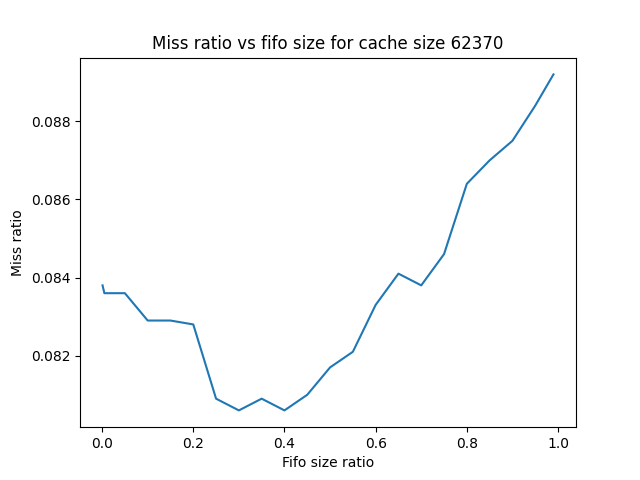 Miss ratio vs fifo size for cache size 62370
0.088
0.086
0.084
0.082
Miss ratio
0.0 0.2 0.4 0.6 0.8 1.0
Fifo size ratio